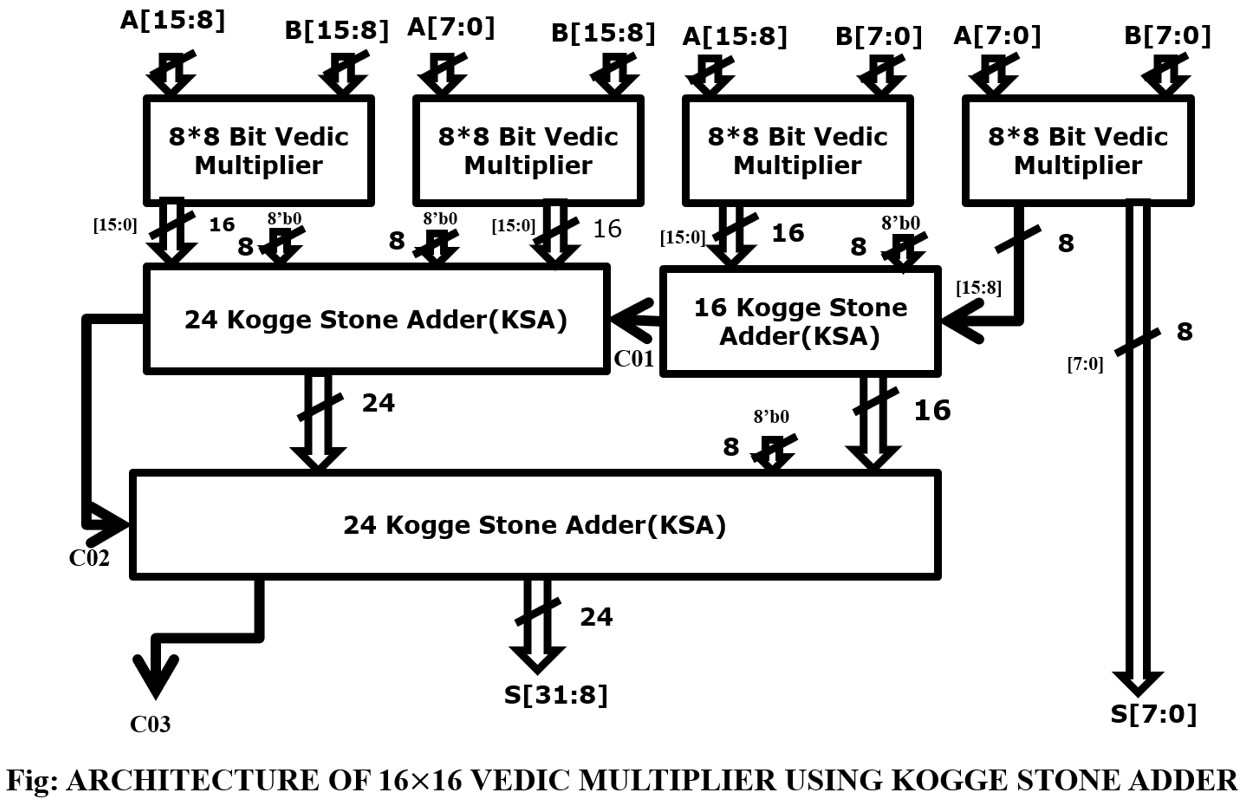 A[15:8] B[15:8] A[7:0] B[15:8] A[15:8] B[7:0] A[7:0] B[7:0]
8*8 Bit Vedic
Multiplier
8*8 Bit Vedic
Multiplier
8*8 Bit Vedic
Multiplier
8*8 Bit Vedic
Multiplier
[15:0] 16 8'b0 8 8'b0 8 [15:0] 16 [15:0] 16 8'b0 8 8
24 Kogge Stone Adder(KSA)
16 Kogge Stone
Adder(KSA)
[15:8]
C01
[7:0] 8
24
8'b0
8
16
24 Kogge Stone Adder(KSA)
C02
24
S[31:8]
C03
S[7:0]
Fig: ARCHITECTURE OF 16×16 VEDIC MULTIPLIER USING KOGGE STONE ADDER